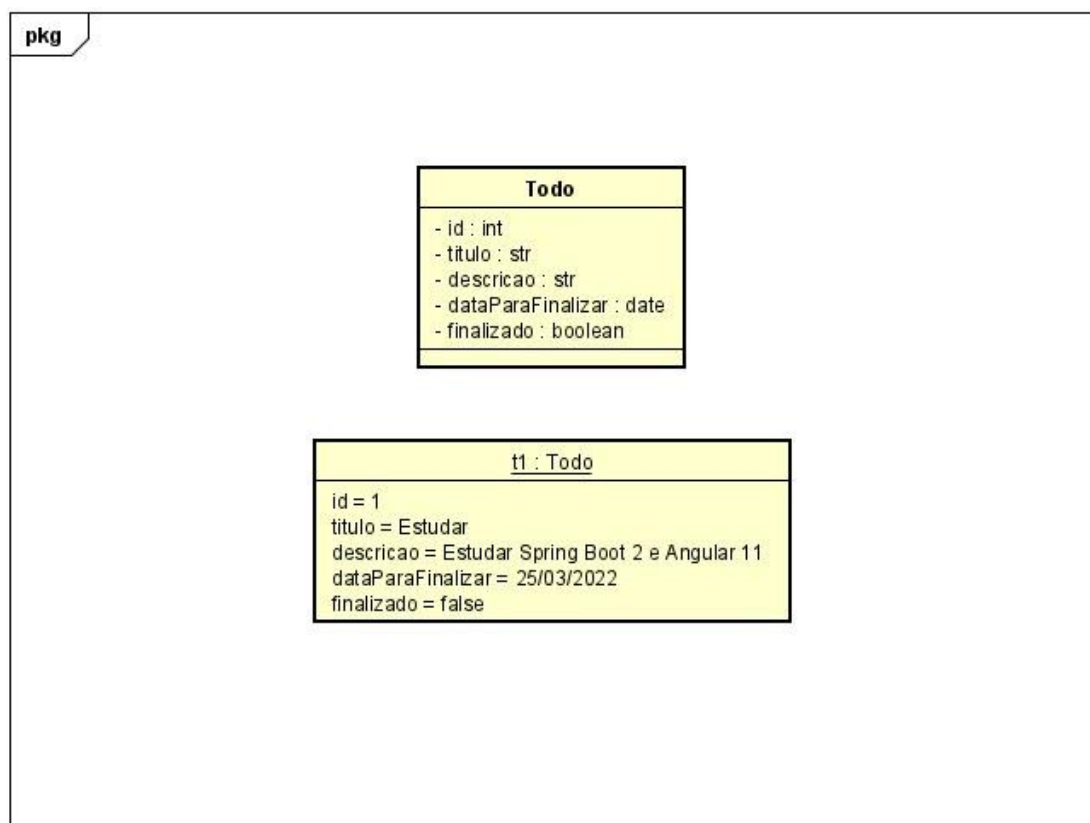 pkg
Todo
- id : int
- titulo : str
- descricao : str
- dataParaFinalizar : date
- finalizado : boolean
t1 : Todo
id = 1
titulo = Estudar
descricao = Estudar Spring Boot 2 e Angular 11
dataParaFinalizar = 25/03/2022
finalizado = false